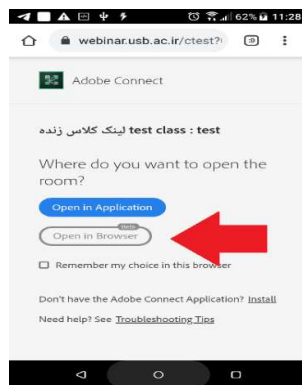 62% 11:28
webinar.usb.ac.ir/ctest?
Adobe Connect
لینک کلاس زنده test class : test
Where do you want to open the
room?
Open in Application
Beta
Open in Browser
Remember my choice in this browser
Don't have the Adobe Connect Application? Install
Need help? See Troubleshooting Tips